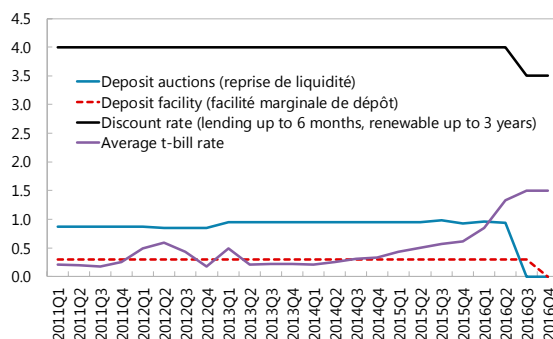 4.5
4.0
3.5
3.0
2.5
2.0
1.5
1.0
0.5
0.0
Deposit auctions (reprise de liquidité)
Deposit facility (facilité marginale de dépôt)
Discount rate (lending up to 6 months, renewable up to 3 years)
Average t-bill rate
2011Q1
2011Q2
2011Q3
2011Q4
2012Q1
2012Q2
2012Q3
2012Q4
2013Q1
2013Q2
2013Q3
2013Q4
2014Q1
2014Q2
2014Q3
2014Q4
2015Q1
2015Q2
2015Q3
2015Q4
2016Q1
2016Q2
2016Q3
2016Q4